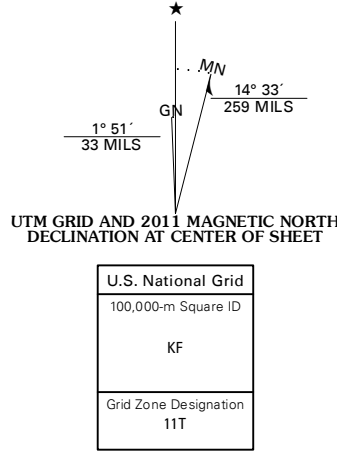 ★
MN
GN
14° 33´
259 MILS
1° 51´
33 MILS
UTM GRID AND 2011 MAGNETIC NORTH
DECLINATION AT CENTER OF SHEET
U.S. National Grid
100,000-m Square ID
KF
Grid Zone Designation
11T